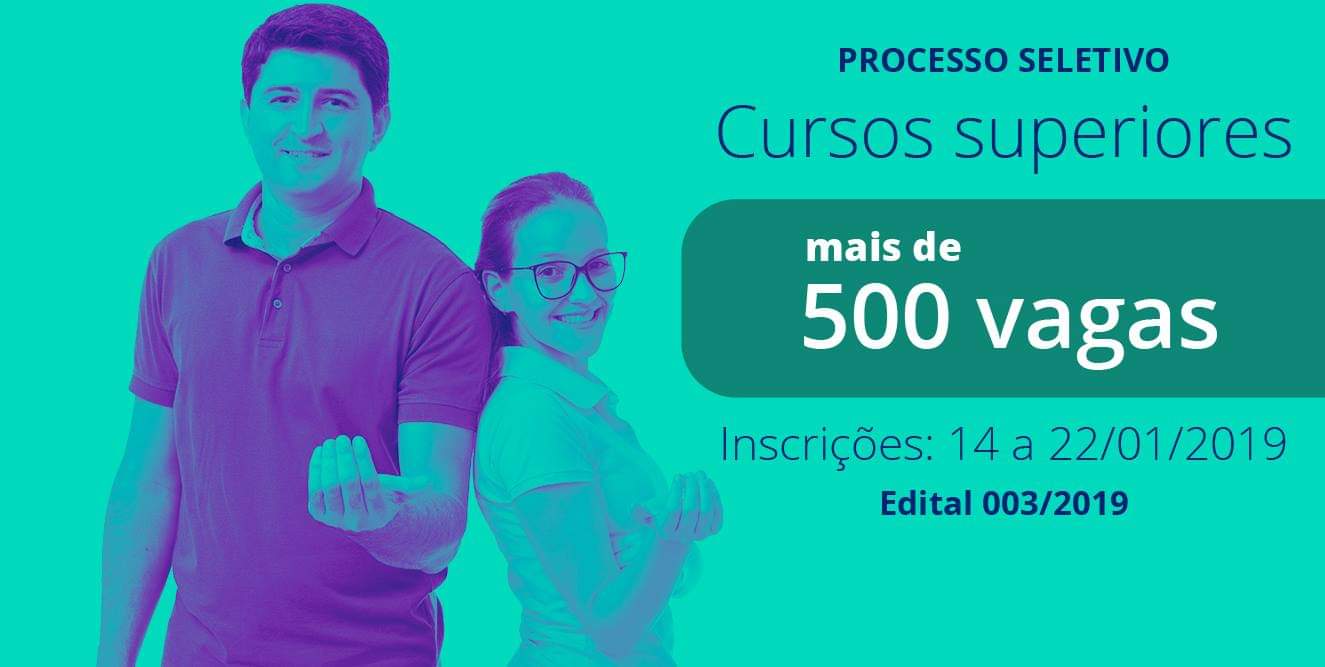 PROCESSO SELETIVO
Cursos superiores
mais de
500 vagas
Inscrições: 14 a 22/01/2019
Edital 003/2019